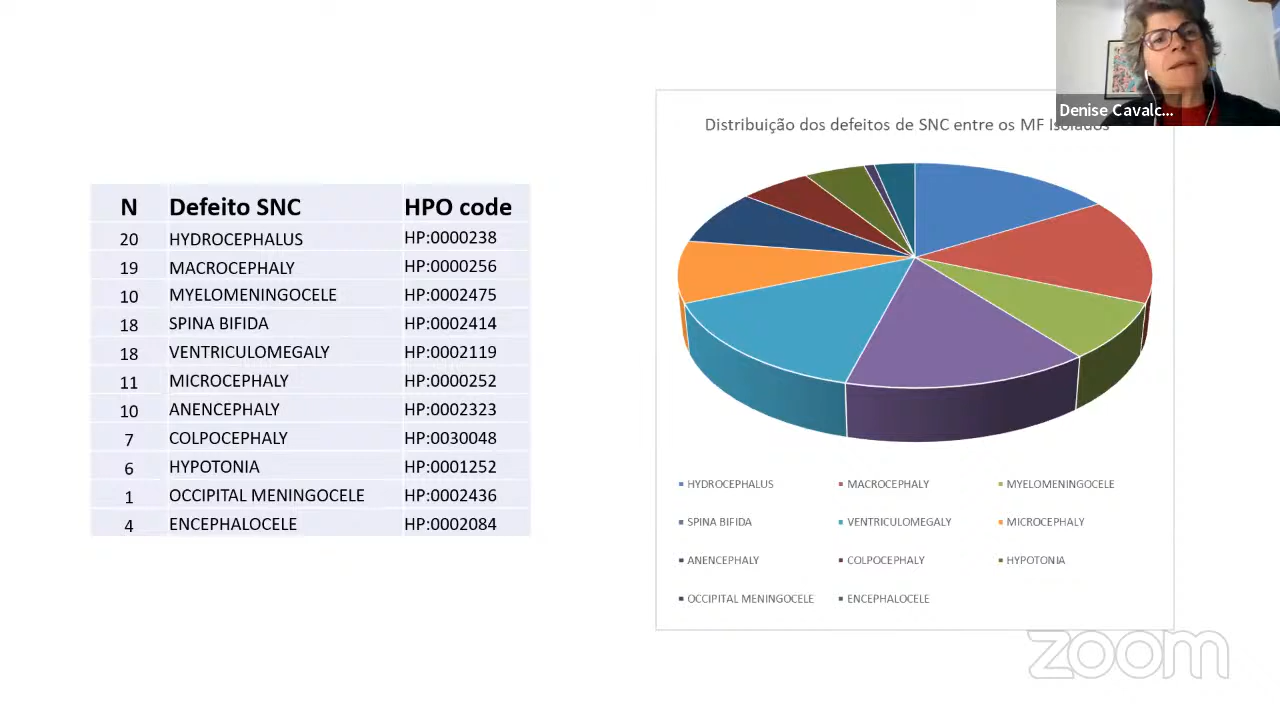 Denise Cavalc...
N Defeito SNC HPO code
20 HYDROCEPHALUS HP:0000238
19 MACROCEPHALY HP:0000256
10 MYELOMENINGOCELE HP:0002475
18 SPINA BIFIDA HP:0002414
18 VENTRICULOMEGALY HP:0002119
11 MICROCEPHALY HP:0000252
10 ANENCEPHALY HP:0002323
7 COLPOCEPHALY HP:0030048
6 HYPOTONIA HP:0001252
1 OCCIPITAL MENINGOCELE HP:0002436
4 ENCEPHALOCELE HP:0002084
Distribuição dos defeitos de SNC entre os MF Isolados
HYDROCEPHALUS MACROCEPHALY MYELOMENINGOCELE
SPINA BIFIDA VENTRICULOMEGALY MICROCEPHALY
ANENCEPHALY COLPOCEPHALY HYPOTONIA
OCCIPITAL MENINGOCELE ENCEPHALOCELE
zoom